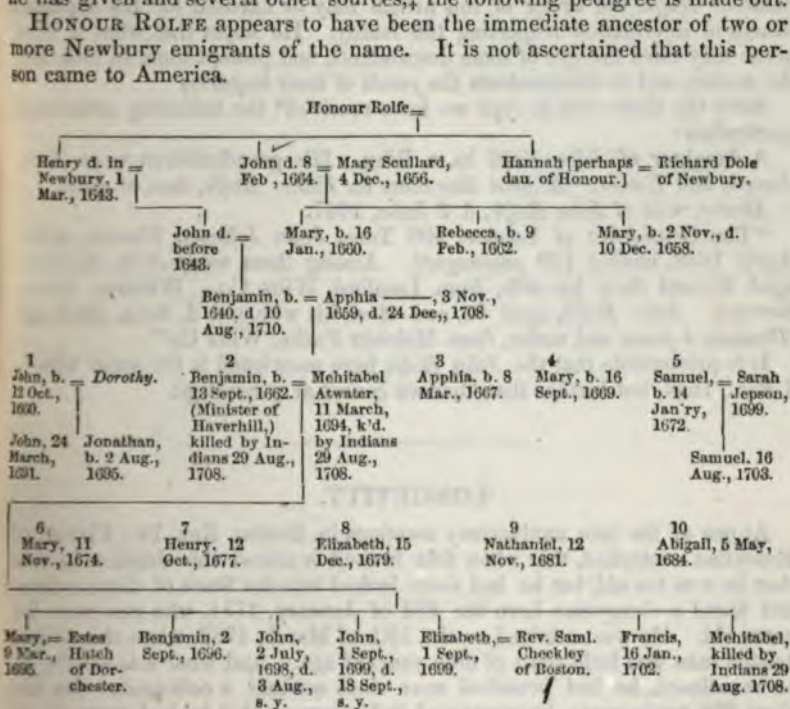 HONOUR ROLFE appears to have been the immediate ancestor of two or
more Newbury emigrants of the name. It is not ascertained that this per-
son came to America.
Honour Rolfe =
Henry d. in =
Newbury, 1
Mar., 1643.
John d. 8 = Mary Scullard,
Feb., 1664. 4 Dec., 1656.
Hannah [perhaps = Richard Dole
dau. of Honour.] of Newbury.
John d. =
before
1643.
Mary, b. 16
Jan., 1660.
Rebecca, b. 9
Feb., 1662.
Mary, b. 2 Nov., d.
10 Dec. 1658.
Benjamin, b. = Apphia ———, 3 Nov.,
1640. d 10 1659, d. 24 Dec,, 1708.
Aug., 1710.
1
John, b. = Dorothy.
12 Oct.,
1660.
John, 24
March,
1691.
Jonathan,
b. 2 Aug.,
1695.
2
Benjamin, b. = Mehitabel
13 Sept., 1662. Atwater,
(Minister of 11 March,
Haverhill,) 1694, k'd.
killed by In- by Indians
dians 29 Aug., 29 Aug.,
1708. 1708.
3
Apphia. b. 8
Mar., 1667.
4
Mary, b. 16
Sept., 1669.
5
Samuel, = Sarah
b. 14 Jepson,
Jan'ry, 1699.
1672.
Samuel. 16
Aug., 1703.
6
Mary, 11
Nov., 1674.
7
Henry, 12
Oct., 1677.
8
Elizabeth, 15
Dec., 1679.
9
Nathaniel, 12
Nov., 1681.
10
Abigail, 5 May,
1684.
Mary, = Estes
9 Mar., Hatch
1695. of Dor-
chester.
Benjamin, 2
Sept., 1696.
John,
2 July,
1698, d.
3 Aug.,
s. y.
John,
1 Sept.,
1699, d.
18 Sept.,
s. y.
Elizabeth, = Rev. Saml.
1 Sept., Checkley
1699. of Boston.
Francis,
16 Jan.,
1702.
Mehitabel,
killed by
Indians 29
Aug. 1708.